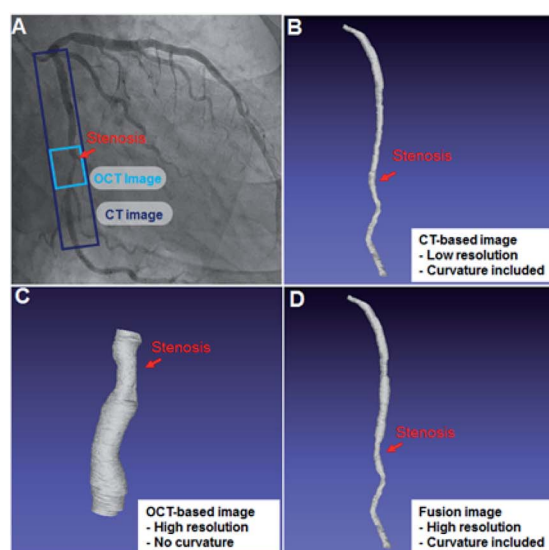 A
Stenosis
OCT Image
CT image
B
Stenosis
CT-based image
- Low resolution
- Curvature included
C
Stenosis
OCT-based image
- High resolution
- No curvature
D
Stenosis
Fusion image
- High resolution
- Curvature included